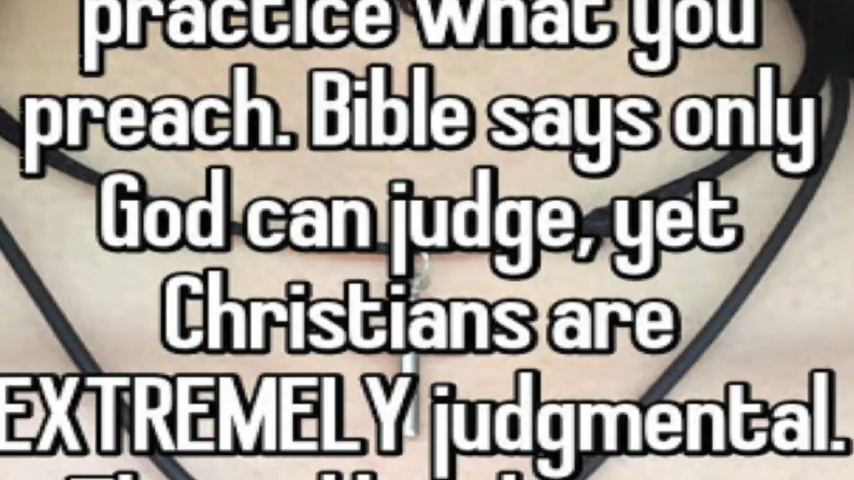 practice what you
preach. Bible says only
God can judge, yet
Christians are
EXTREMELY judgmental.